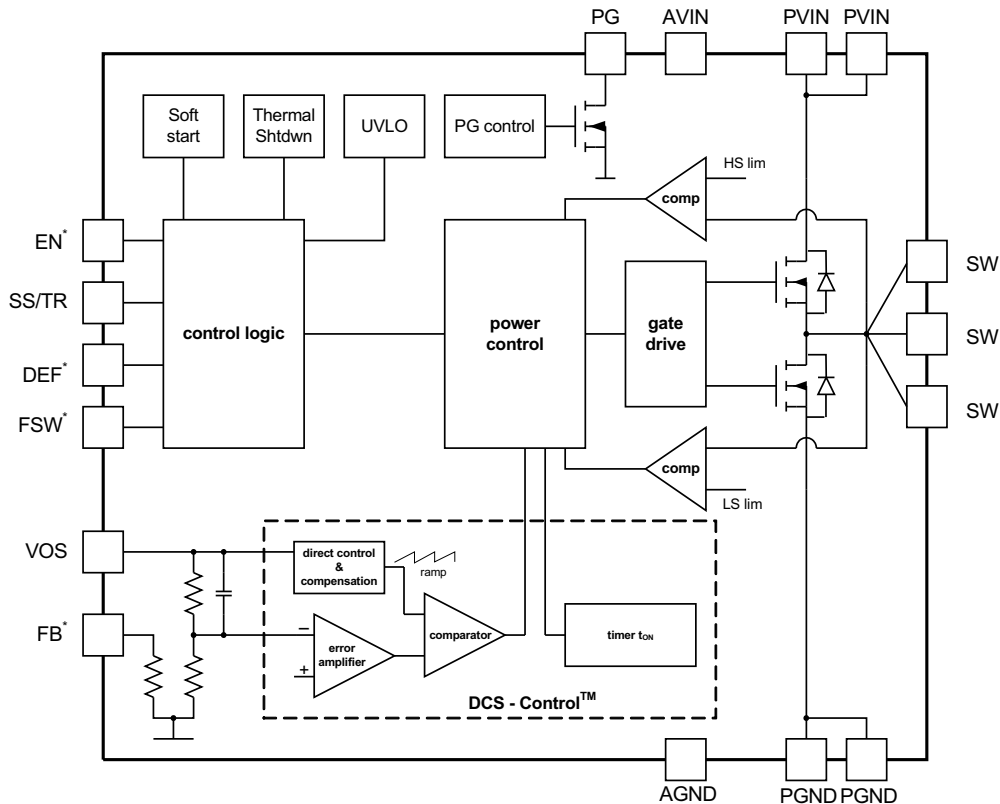 PG
AVIN
PVIN
PVIN
Soft
start
Thermal
Shtdwn
UVLO
PG control
HS lim
comp
EN*
SS/TR
DEF*
FSW*
control logic
power
control
gate
drive
SW
SW
SW
comp
LS lim
VOS
FB*
direct control
&
compensation
ramp
−
+
error
amplifier
comparator
timer tON
DCS - Control™
AGND
PGND
PGND